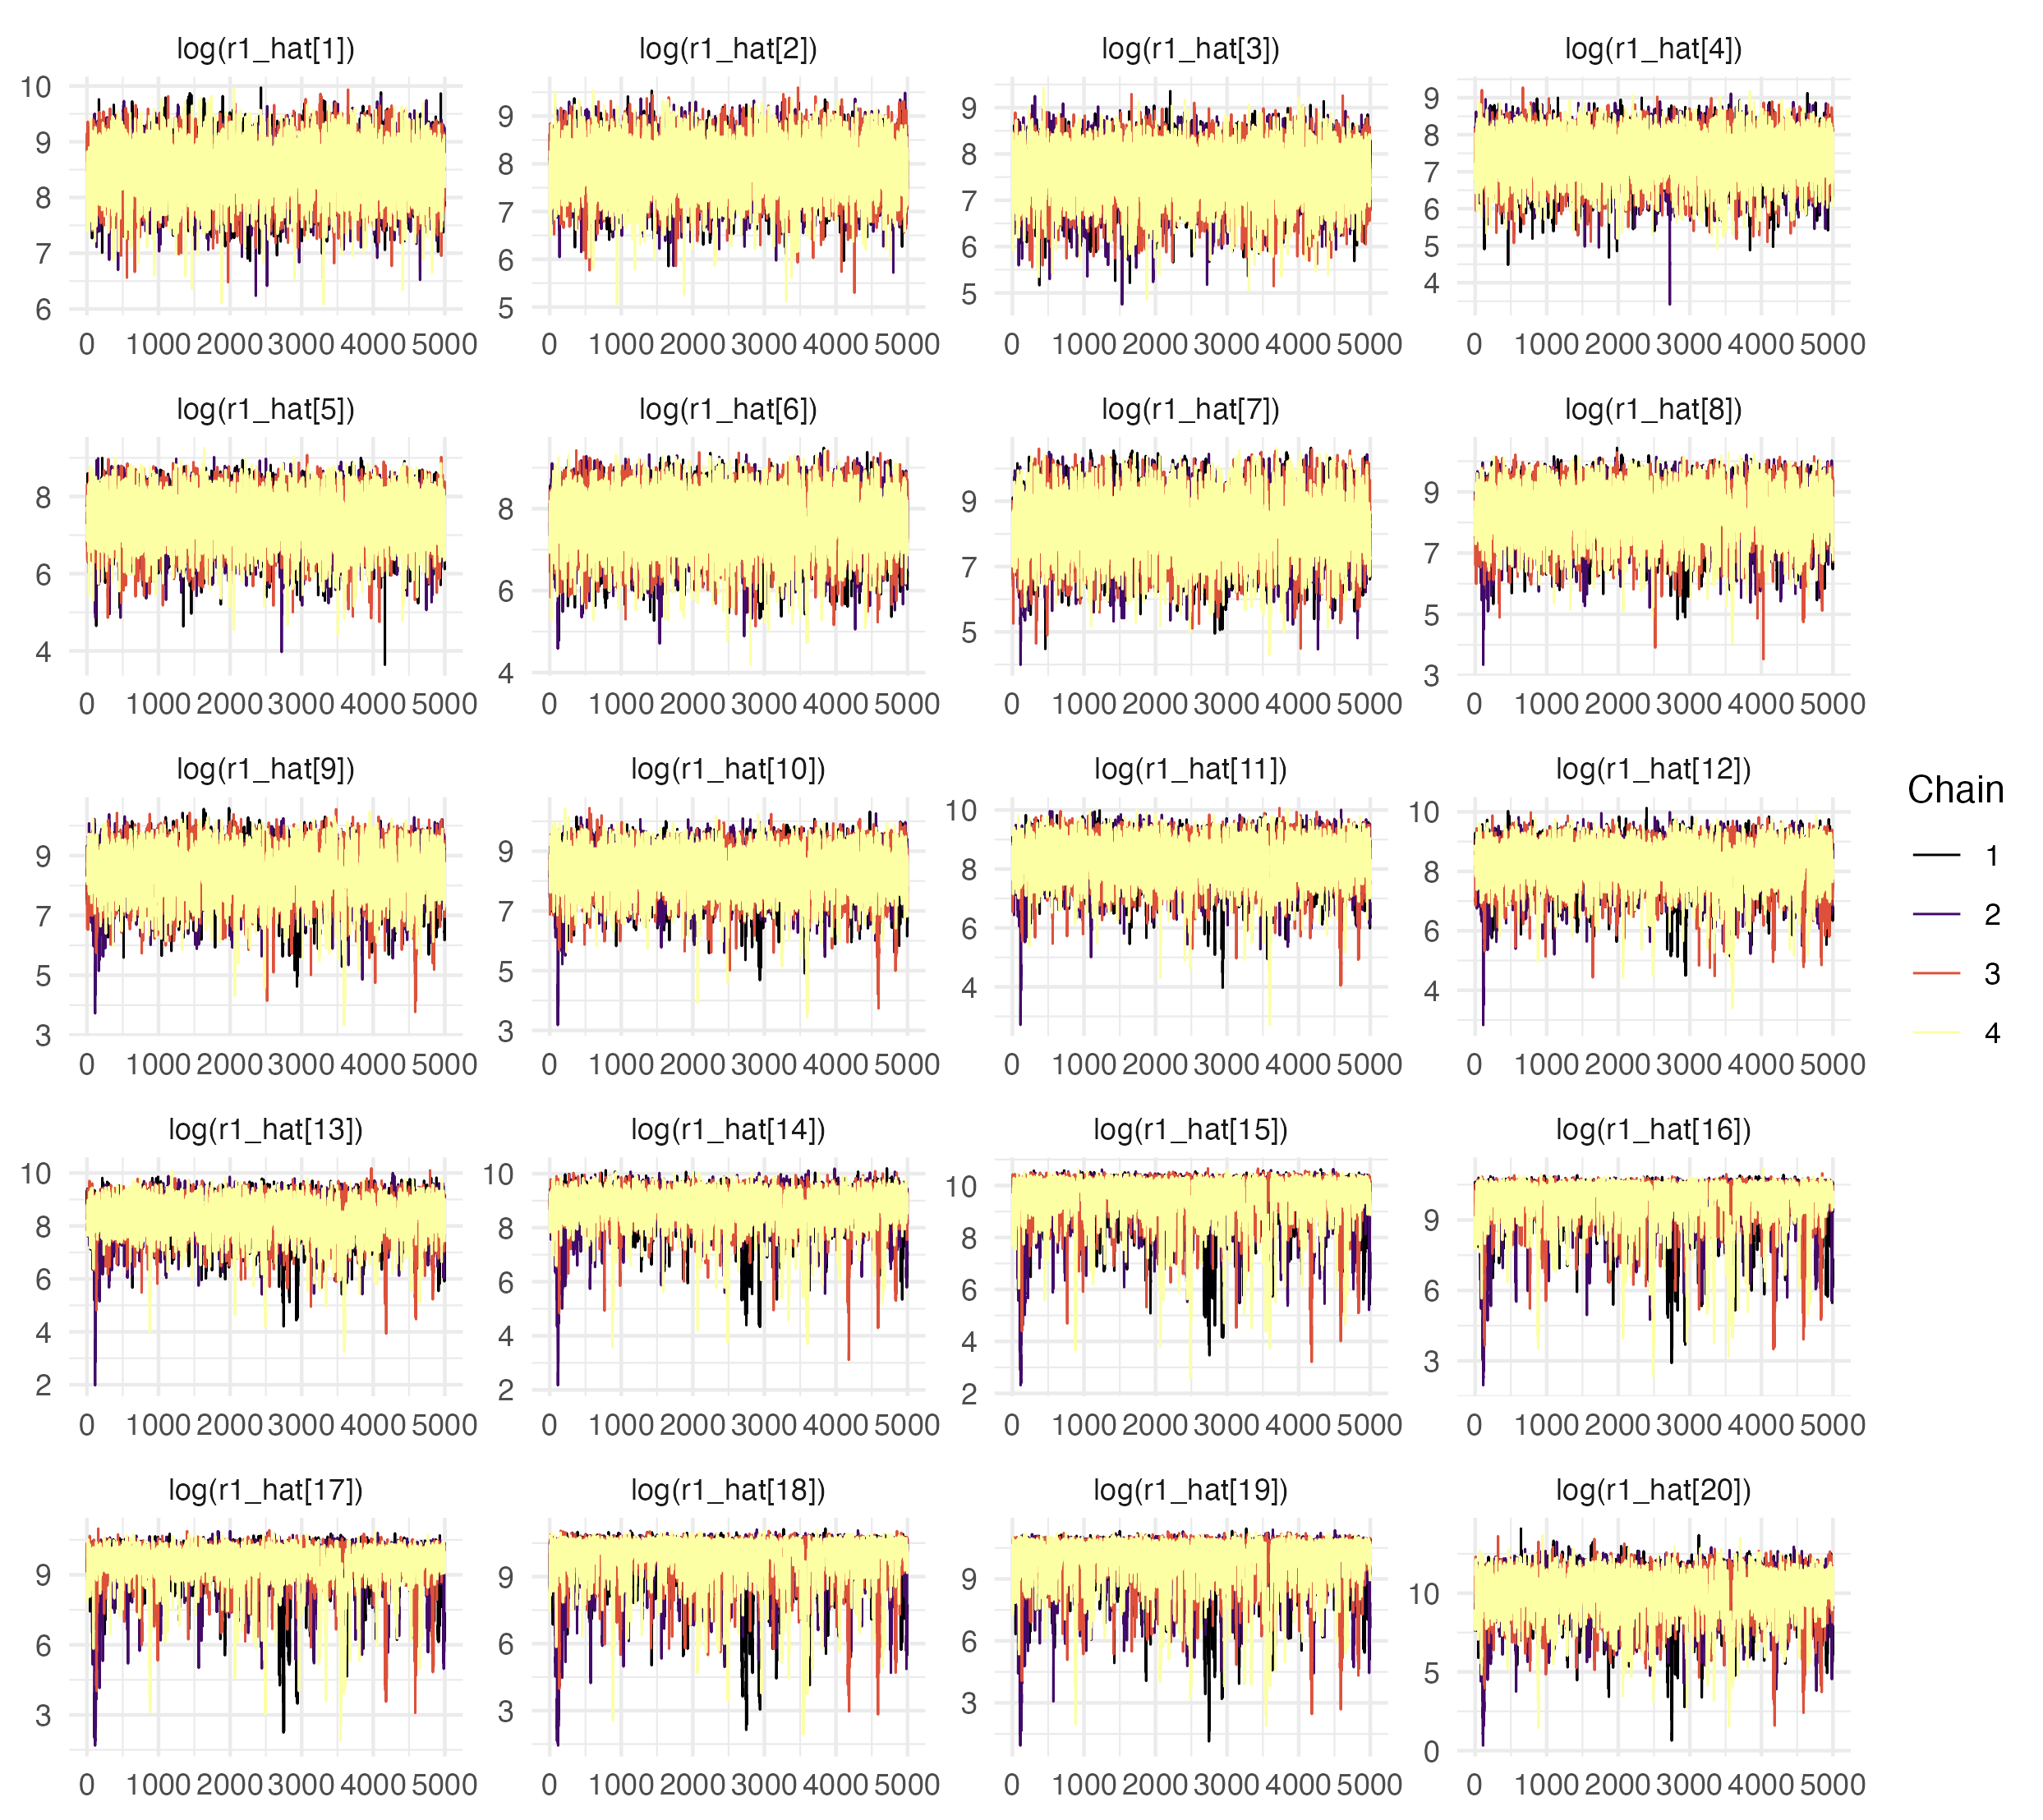 log(r1_hat[1]) log(r1_hat[2]) log(r1_hat[3]) log(r1_hat[4])
10 9 8 7 6
9 8 7 6 5
9 8 7 6 5
9 8 7 6 5 4
0 1000 2000 3000 4000 5000 0 1000 2000 3000 4000 5000 0 1000 2000 3000 4000 5000 0 1000 2000 3000 4000 5000
log(r1_hat[5]) log(r1_hat[6]) log(r1_hat[7]) log(r1_hat[8])
8 6 4
8 6 4
9 7 5
9 7 5 3
0 1000 2000 3000 4000 5000 0 1000 2000 3000 4000 5000 0 1000 2000 3000 4000 5000 0 1000 2000 3000 4000 5000
log(r1_hat[9]) log(r1_hat[10]) log(r1_hat[11]) log(r1_hat[12])
9 7 5 3
9 7 5 3
10 8 6 4
10 8 6 4
0 1000 2000 3000 4000 5000 0 1000 2000 3000 4000 5000 0 1000 2000 3000 4000 5000 0 1000 2000 3000 4000 5000
log(r1_hat[13]) log(r1_hat[14]) log(r1_hat[15]) log(r1_hat[16])
10 8 6 4 2
10 8 6 4 2
10 8 6 4 2
9 6 3
0 1000 2000 3000 4000 5000 0 1000 2000 3000 4000 5000 0 1000 2000 3000 4000 5000 0 1000 2000 3000 4000 5000
log(r1_hat[17]) log(r1_hat[18]) log(r1_hat[19]) log(r1_hat[20])
9 6 3
9 6 3
9 6 3
10 5 0
0 1000 2000 3000 4000 5000 0 1000 2000 3000 4000 5000 0 1000 2000 3000 4000 5000 0 1000 2000 3000 4000 5000
Chain
1
2
3
4